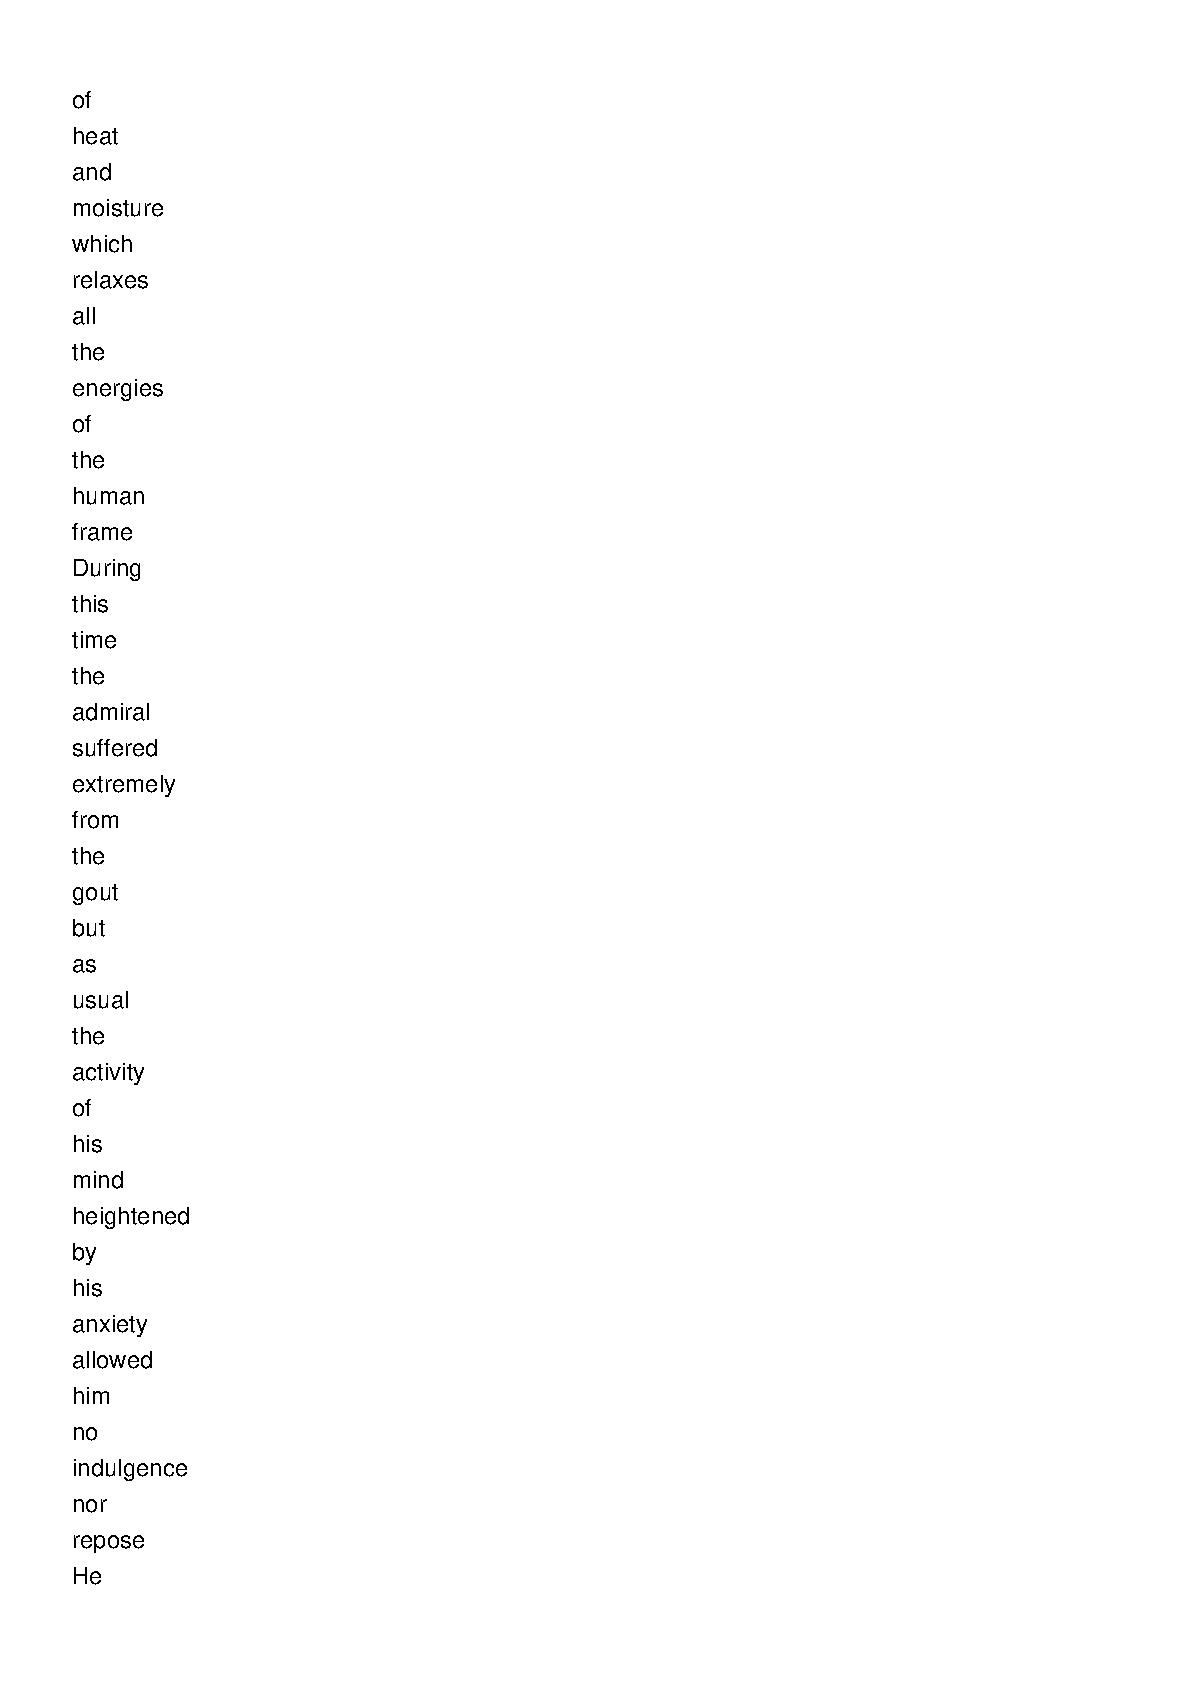 of
heat
and
moisture
which
relaxes
all
the
energies
of
the
human
frame
During
this
time
the
admiral
suffered
extremely
from
the
gout
but
as
usual
the
activity
of
his
mind
heightened
by
his
anxiety
allowed
him
no
indulgence
nor
repose
He